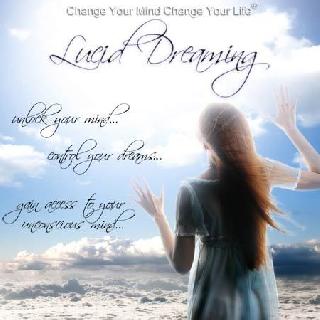 Change Your Mind Change Your Life®
Lucid Dreaming
unlock your mind...
control your dreams...
gain access to your
unconscious mind...